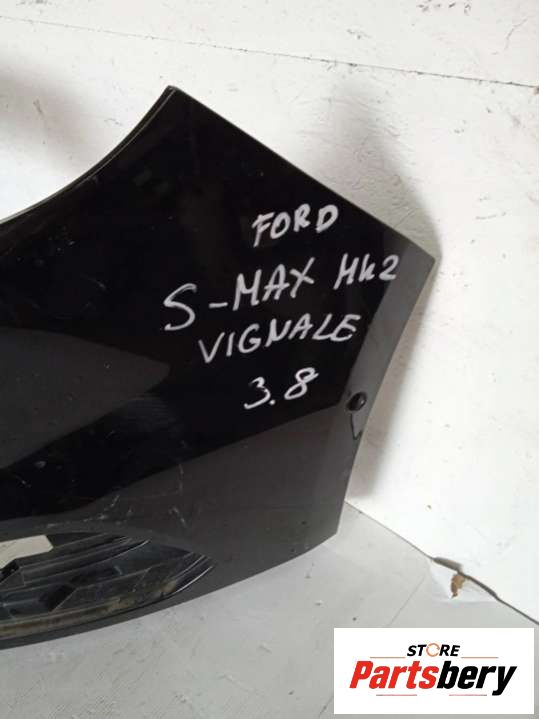 FORD
S-MAX Mk2
VIGNALE
3.8
STORE
Partsbery